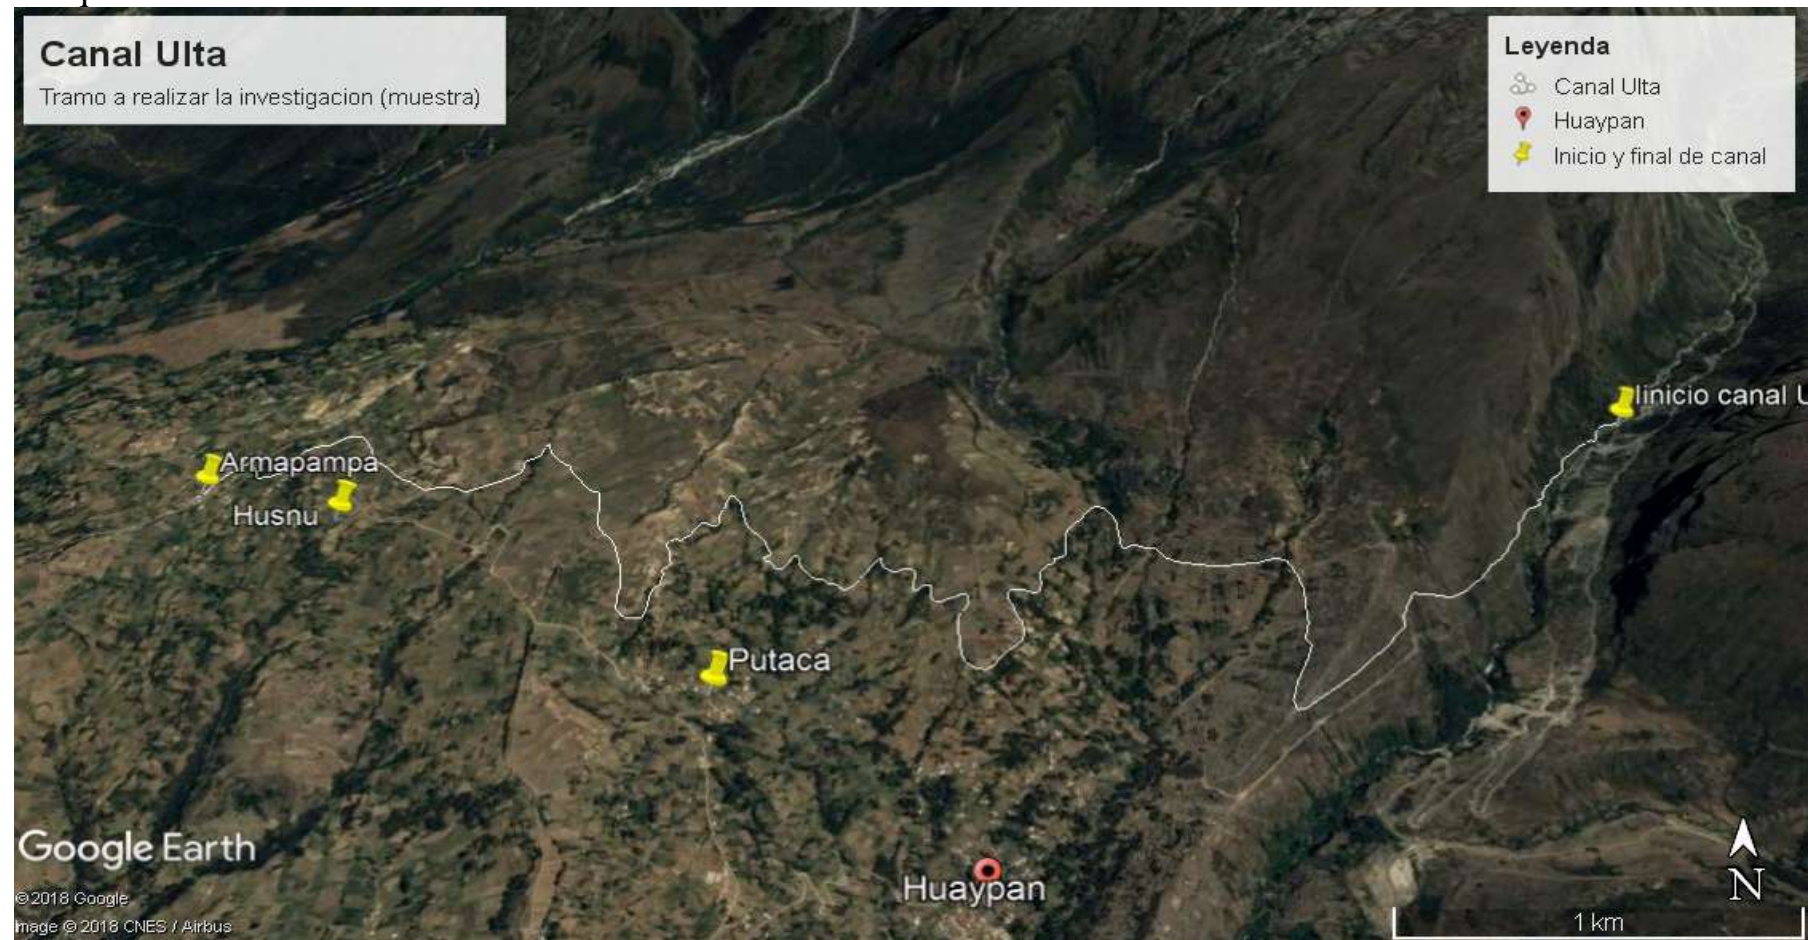 Canal Ulta
Tramo a realizar la investigacion (muestra)
Leyenda
Canal Ulta
Huaypan
Inicio y final de canal
Iinicio canal U
Armapampa
Husnu
Putaca
Huaypan
Google Earth
©2018 Google
Image © 2018 CNES / Airbus
N
1 km